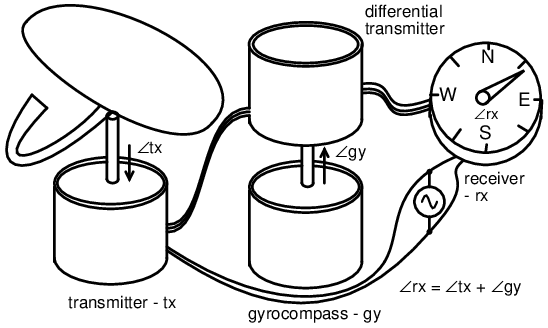 differential
transmitter
N
W
E
S
∠rx
∠tx
∠gy
receiver
- rx
∠rx = ∠tx + ∠gy
transmitter - tx
gyrocompass - gy